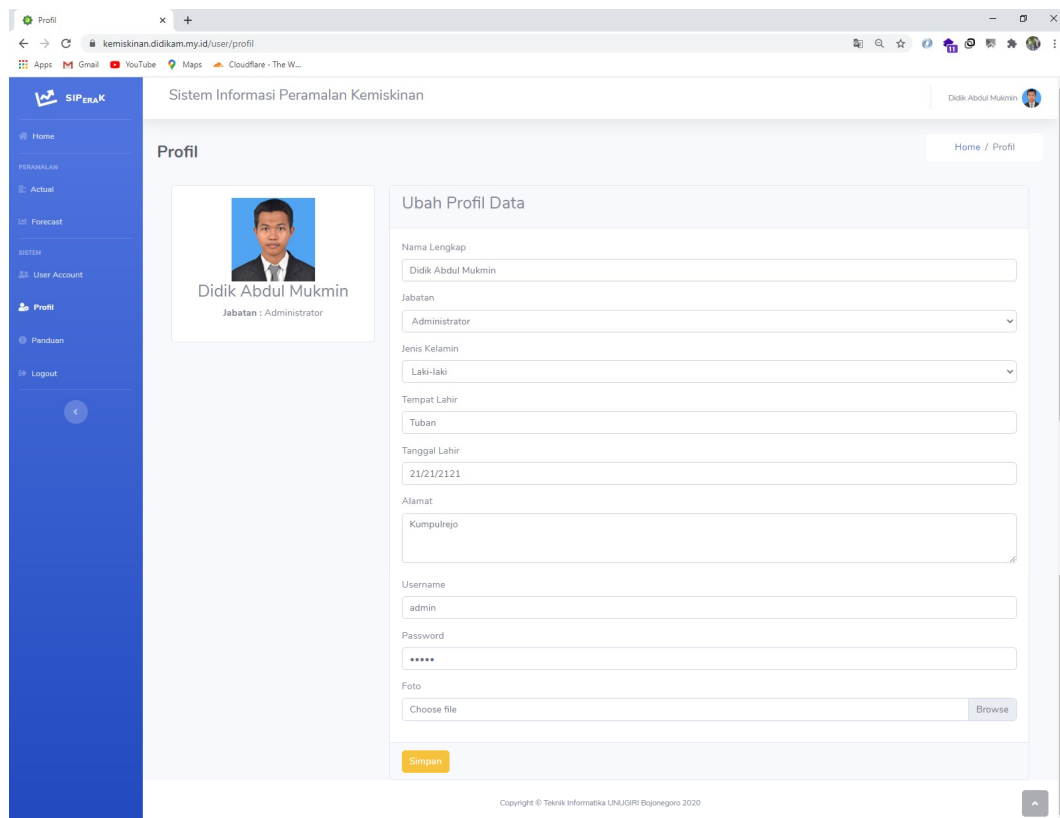 Profil
kemiskinan.didikam.my.id/user/profil
11
Apps Gmail YouTube Maps Cloudflare - The W...
SIPERAK
Sistem Informasi Peramalan Kemiskinan
Didik Abdul Mukmin
Home
PERAMALAN
Actual
Forecast
SISTEM
User Account
Profil
Panduan
Logout
Profil
Home / Profil
Didik Abdul Mukmin
Jabatan : Administrator
Ubah Profil Data
Nama Lengkap
Didik Abdul Mukmin
Jabatan
Administrator
Jenis Kelamin
Laki-laki
Tempat Lahir
Tuban
Tanggal Lahir
21/21/2121
Alamat
Kumpulrejo
Username
admin
Password
•••••
Foto
Choose file Browse
Simpan
Copyright © Teknik Informatika UNUGIRI Bojonegoro 2020